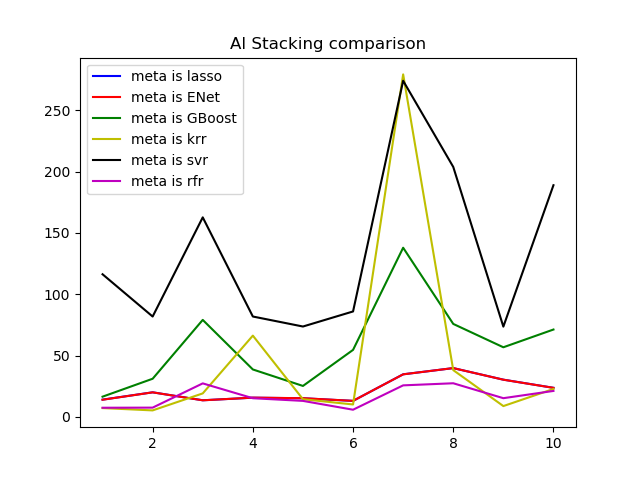 Al Stacking comparison
meta is lasso
meta is ENet
meta is GBoost
meta is krr
meta is svr
meta is rfr
250
200
150
100
50
0
2 4 6 8 10